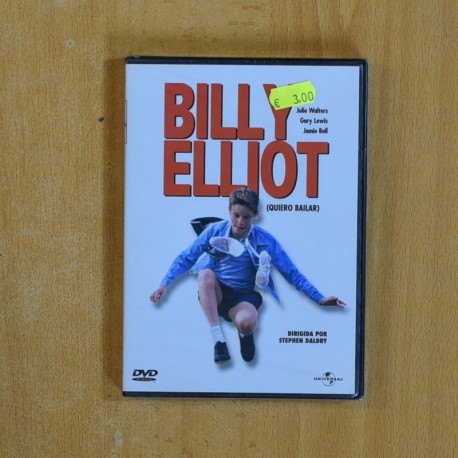 BILLY
€ 3.00
Julie Walters
Gary Lewis
Jamie Bell
ELLIOT
(QUIERO BAILAR)
DIRIGIDA POR
STEPHEN DALDRY
DVD
UNIVERSAL